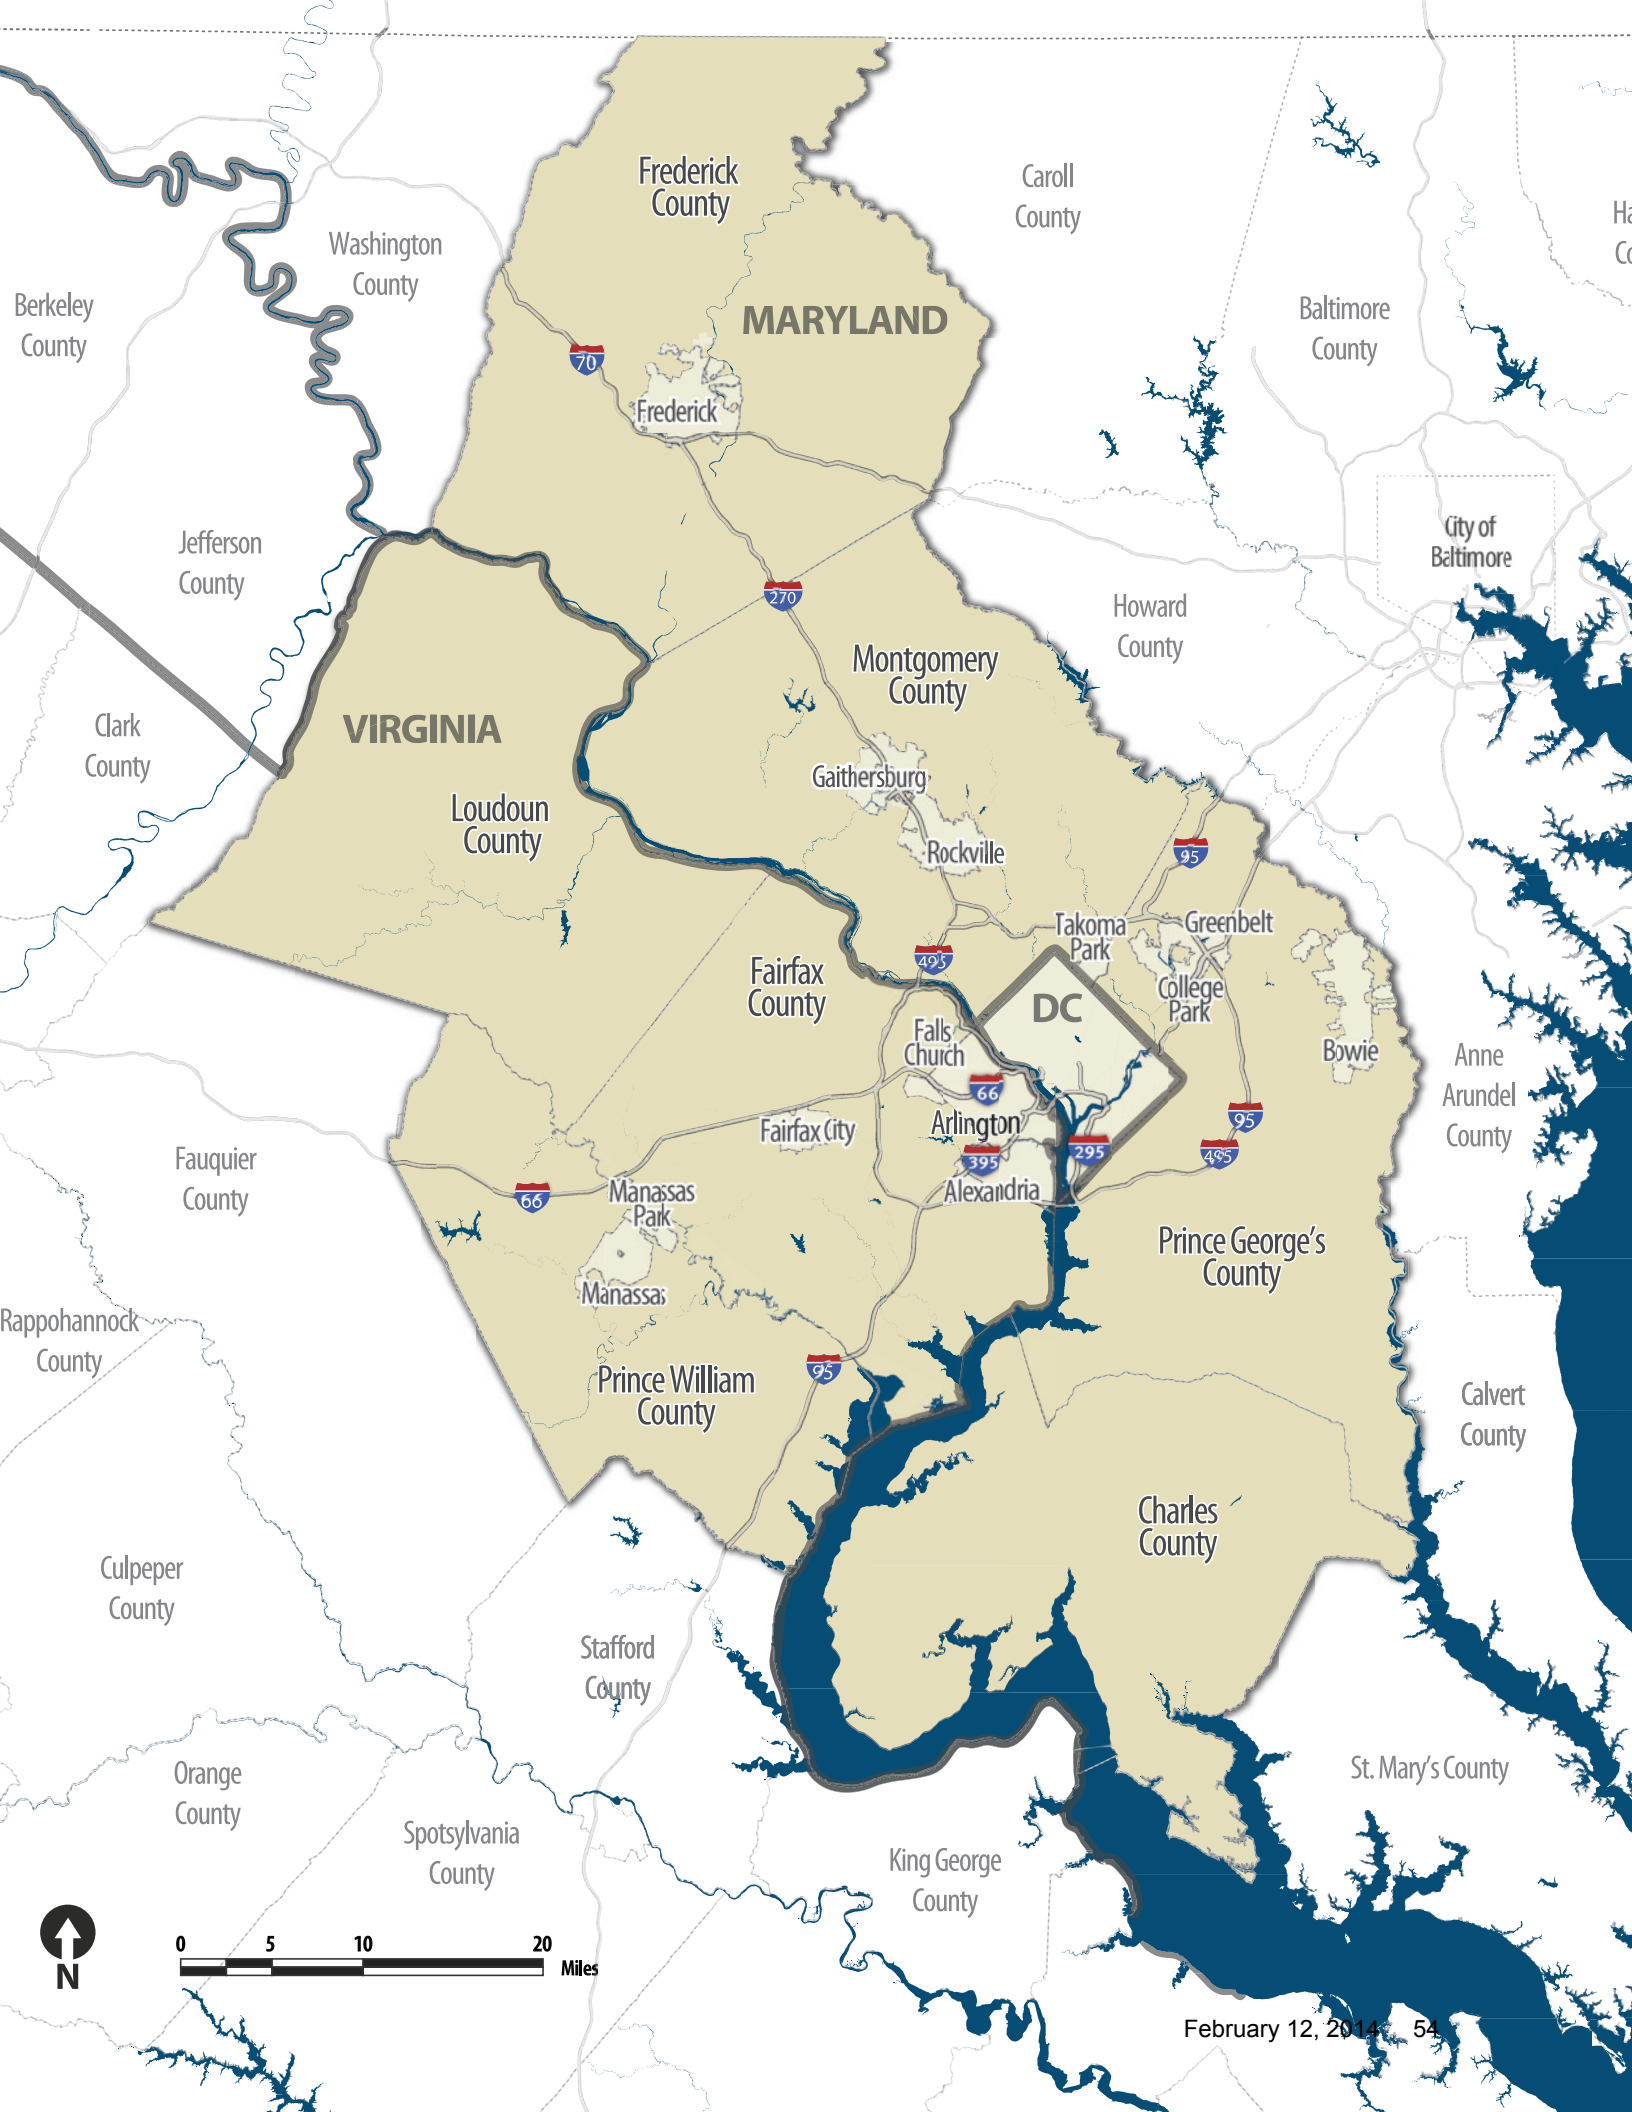 Frederick
County
Caroll
County
Washington
County
Berkeley
County
MARYLAND
Baltimore
County
70
Frederick
City of
Baltimore
Jefferson
County
270
Howard
County
Montgomery
County
VIRGINIA
Clark
County
Gaithersburg
Loudoun
County
Rockville
95
Takoma
Park
Greenbelt
495
Fairfax
County
College
Park
DC
Falls
Church
Bowie
Anne
Arundel
County
66
Arlington
95
Fairfax City
395
295
495
Fauquier
County
66
Manassas
Park
Alexandria
Prince George's
County
Manassas
Rappohannock
County
95
Prince William
County
Calvert
County
Charles
County
Culpeper
County
Stafford
County
Orange
County
St. Mary's County
Spotsylvania
County
King George
County
N
0 5 10 20
Miles
February 12, 2014 54